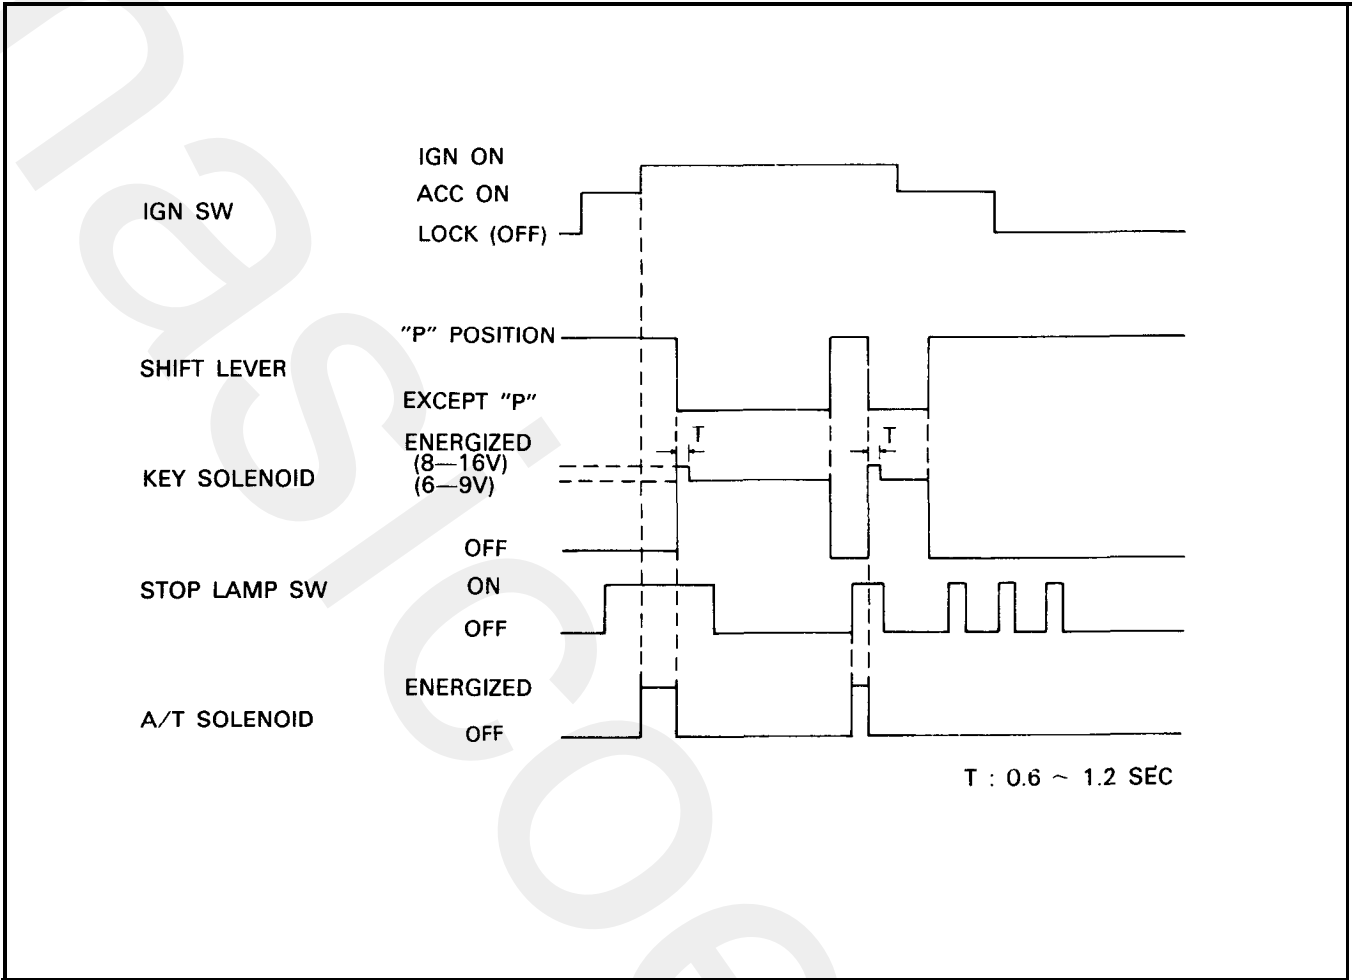 IGN ON
ACC ON
IGN SW
LOCK (OFF)
"P" POSITION
SHIFT LEVER
EXCEPT "P"
T
T
ENERGIZED
(8—16V)
KEY SOLENOID
(6—9V)
OFF
STOP LAMP SW
ON
OFF
ENERGIZED
A/T SOLENOID
OFF
T : 0.6 ~ 1.2 SEC